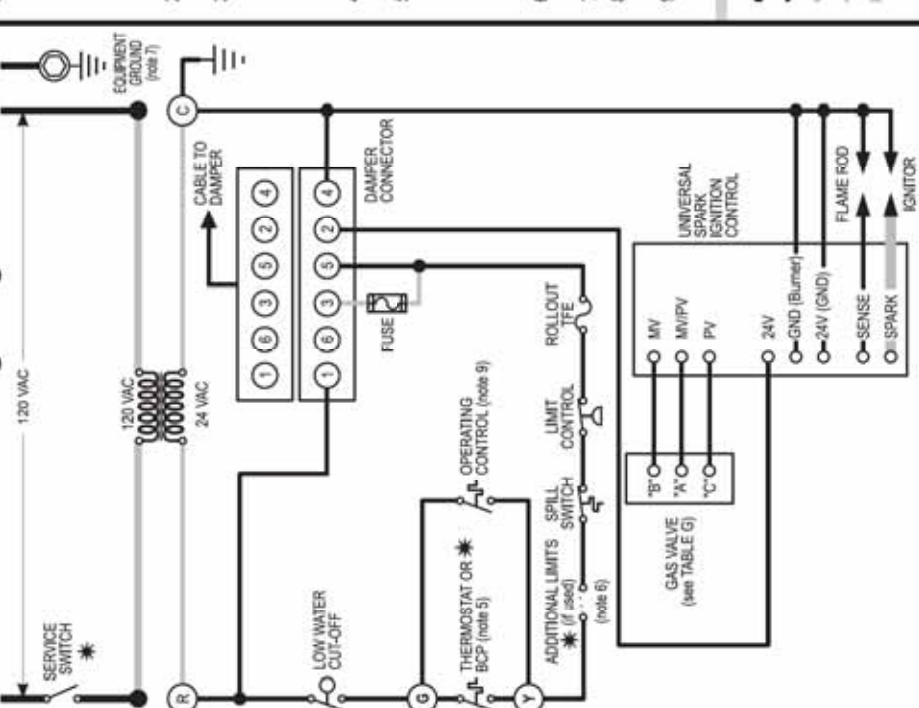 EQUIPMENT
GROUND
(note 7)
120 VAC
SERVICE
SWITCH
120 VAC
24 VAC
C
R
CABLE TO
DAMPER
1 6 3 5 2 4
1 6 3 5 2 4
DAMPER
CONNECTOR
FUSE
LOW WATER
CUT-OFF
G
Y
OPERATING
CONTROL (note 9)
THERMOSTAT OR
BCP (note 5)
ADDITIONAL LIMITS
(if used)
(note 6)
SPILL
SWITCH
LIMIT
CONTROL
ROLLOUT
TFE
UNIVERSAL
SPARK
IGNITION
CONTROL
MV
MV/PV
PV
24V
GND (Burner)
24V (GND)
SENSE
SPARK
"B"
"A"
"C"
GAS VALVE
(see TABLE G)
FLAME ROD
IGNITOR